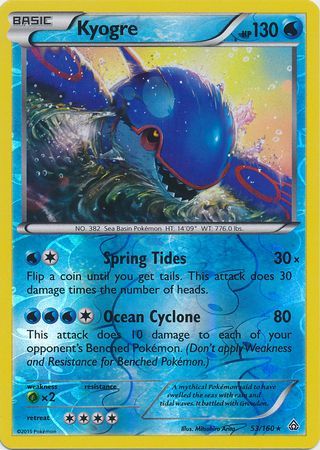 BASIC
Kyogre
HP 130
NO. 382 Sea Basin Pokémon HT: 14'09" WT: 776.0 lbs.
Spring Tides 30×
Flip a coin until you get tails. This attack does 30
damage times the number of heads.
Ocean Cyclone 80
This attack does 10 damage to each of your
opponent's Benched Pokémon. (Don't apply Weakness
and Resistance for Benched Pokémon.)
weakness
resistance
×2
retreat
A mythical Pokémon said to have
swelled the seas with rain and tidal
waves. It battled with Groudon.
Illus. Mitsuhiro Arita
©2015 Pokémon
53/160 ★